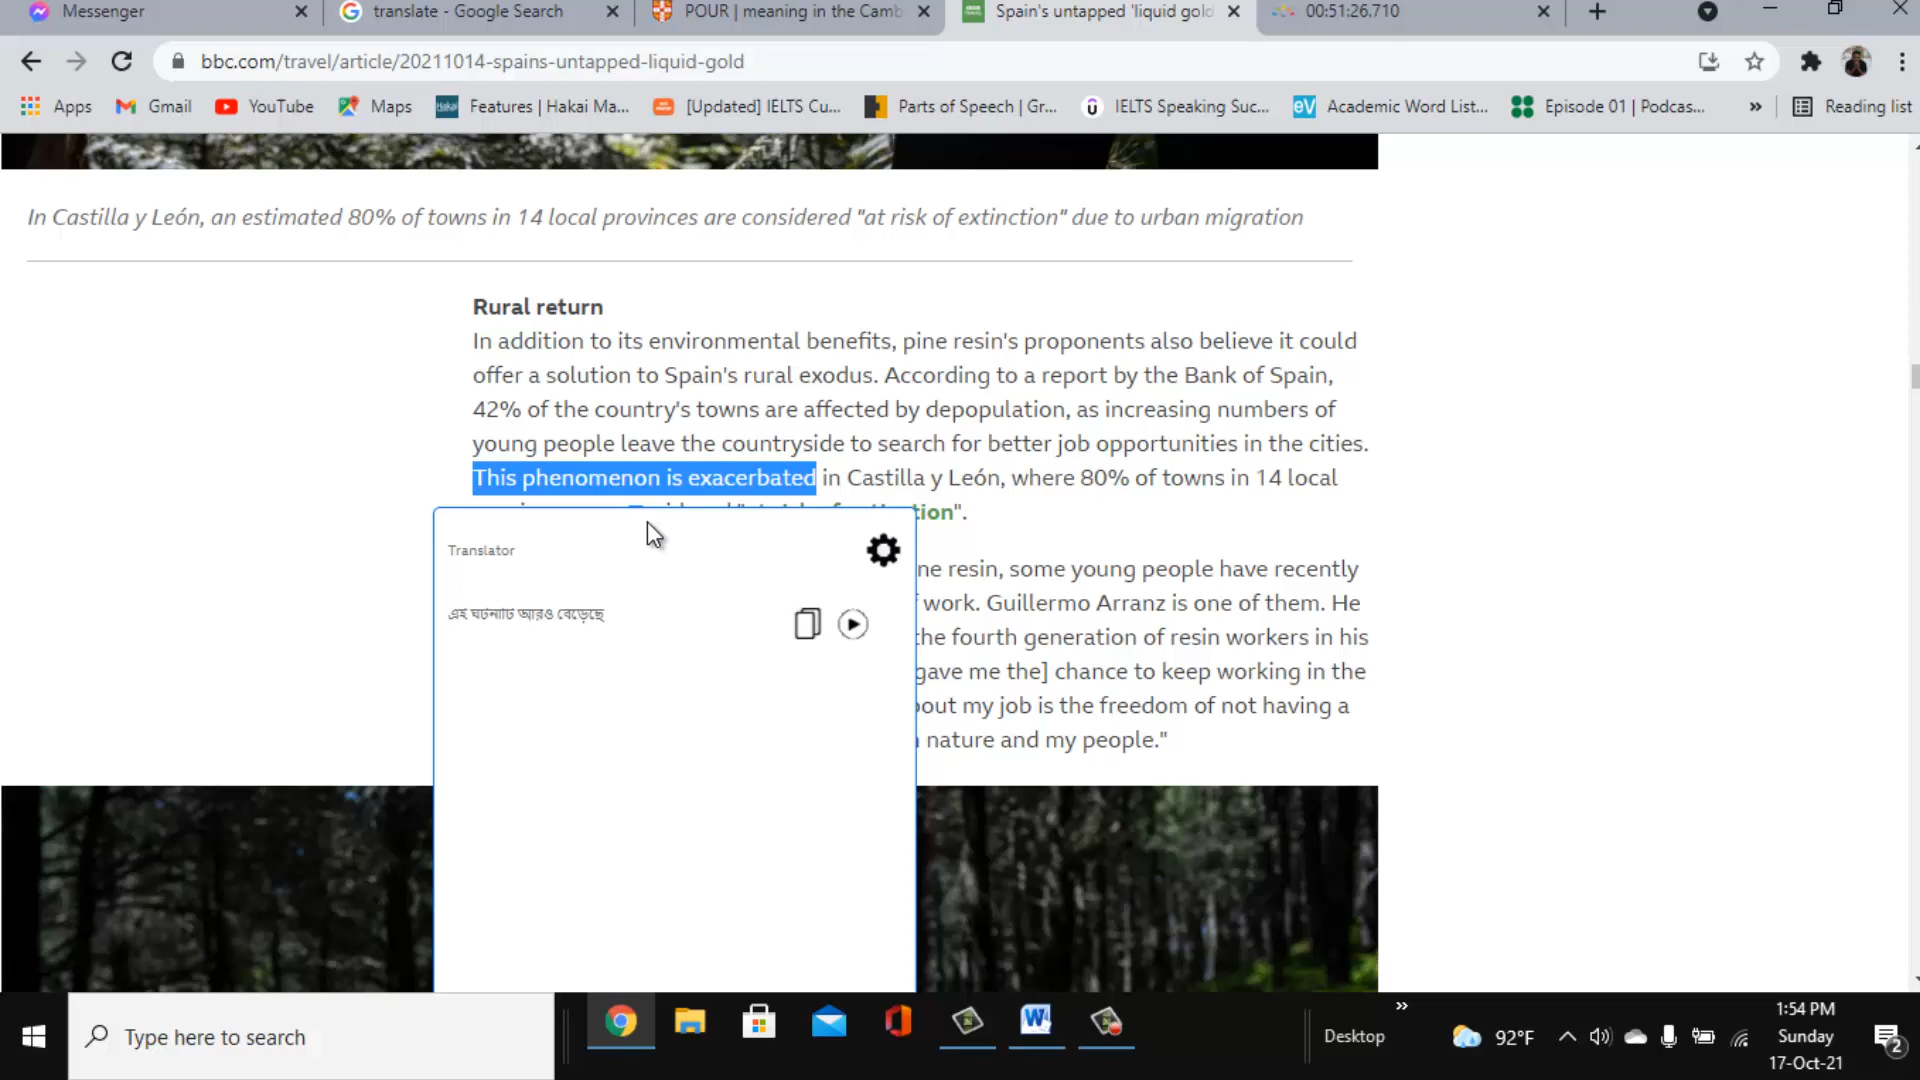 Messenger
translate - Google Search
POUR | meaning in the Camb
Spain's untapped 'liquid gold
00:51:26.710
bbc.com/travel/article/20211014-spains-untapped-liquid-gold
Apps
Gmail
YouTube
Maps
Features | Hakai Ma...
[Updated] IELTS Cu...
Parts of Speech | Gr...
IELTS Speaking Suc...
Academic Word List...
Episode 01 | Podcas...
»
Reading list
In Castilla y León, an estimated 80% of towns in 14 local provinces are considered "at risk of extinction" due to urban migration
Rural return
In addition to its environmental benefits, pine resin's proponents also believe it could
offer a solution to Spain's rural exodus. According to a report by the Bank of Spain,
42% of the country's towns are affected by depopulation, as increasing numbers of
young people leave the countryside to search for better job opportunities in the cities.
This phenomenon is exacerbated in Castilla y León, where 80% of towns in 14 local
tion".
Translator
এই ঘটনাটি আরও বেড়েছে
ne resin, some young people have recently
work. Guillermo Arranz is one of them. He
the fourth generation of resin workers in his
gave me the] chance to keep working in the
bout my job is the freedom of not having a
nature and my people."
Type here to search
Desktop
»
92°F
1:54 PM
Sunday
17-Oct-21
2